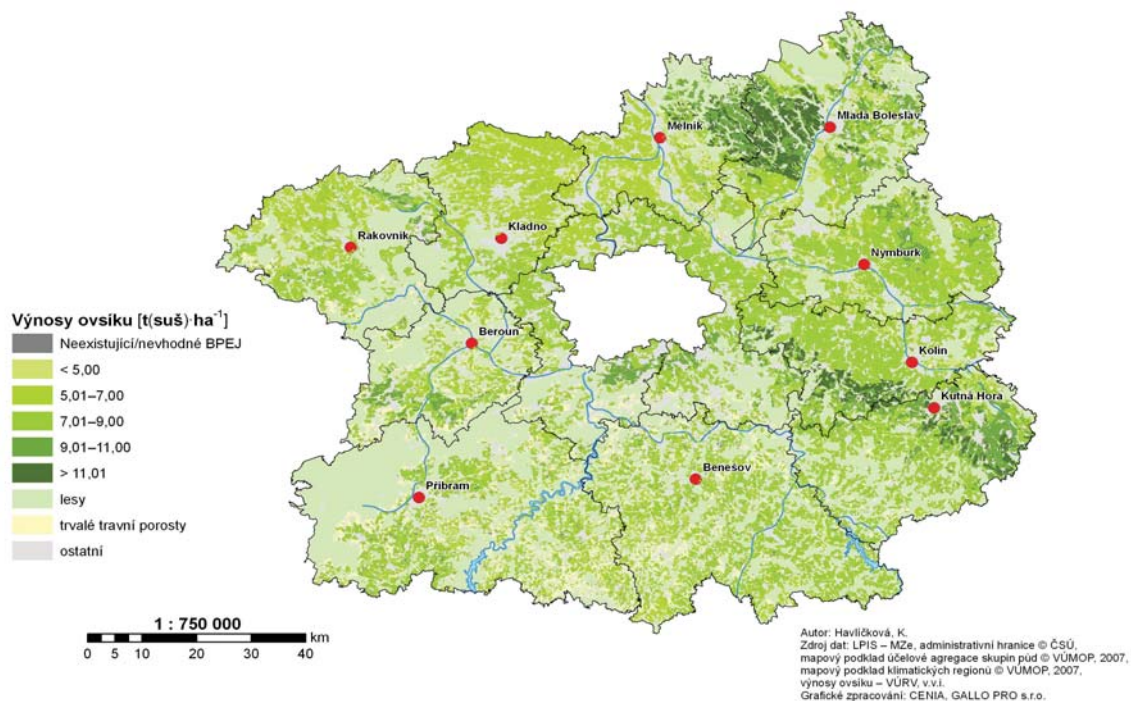 Mělník
Mladá Boleslav
Rakovník
Kladno
Nymburk
Beroun
Kolín
Kutná Hora
Příbram
Benešov
Výnosy ovsíku [t(suš)·ha⁻¹]
Neexistující/nevhodné BPEJ
< 5,00
5,01–7,00
7,01–9,00
9,01–11,00
> 11,01
lesy
trvalé travní porosty
ostatní
1 : 750 000
km
0 5 10 20 30 40
Autor: Havlíčková, K.
Zdroj dat: LPIS – MZe, administrativní hranice © ČSÚ,
mapový podklad účelové agregace skupin půd © VÚMOP, 2007,
mapový podklad klimatických regionů © VÚMOP, 2007,
výnosy ovsíku – VÚRV, v.v.i.
Grafické zpracování: CENIA, GALLO PRO s.r.o.